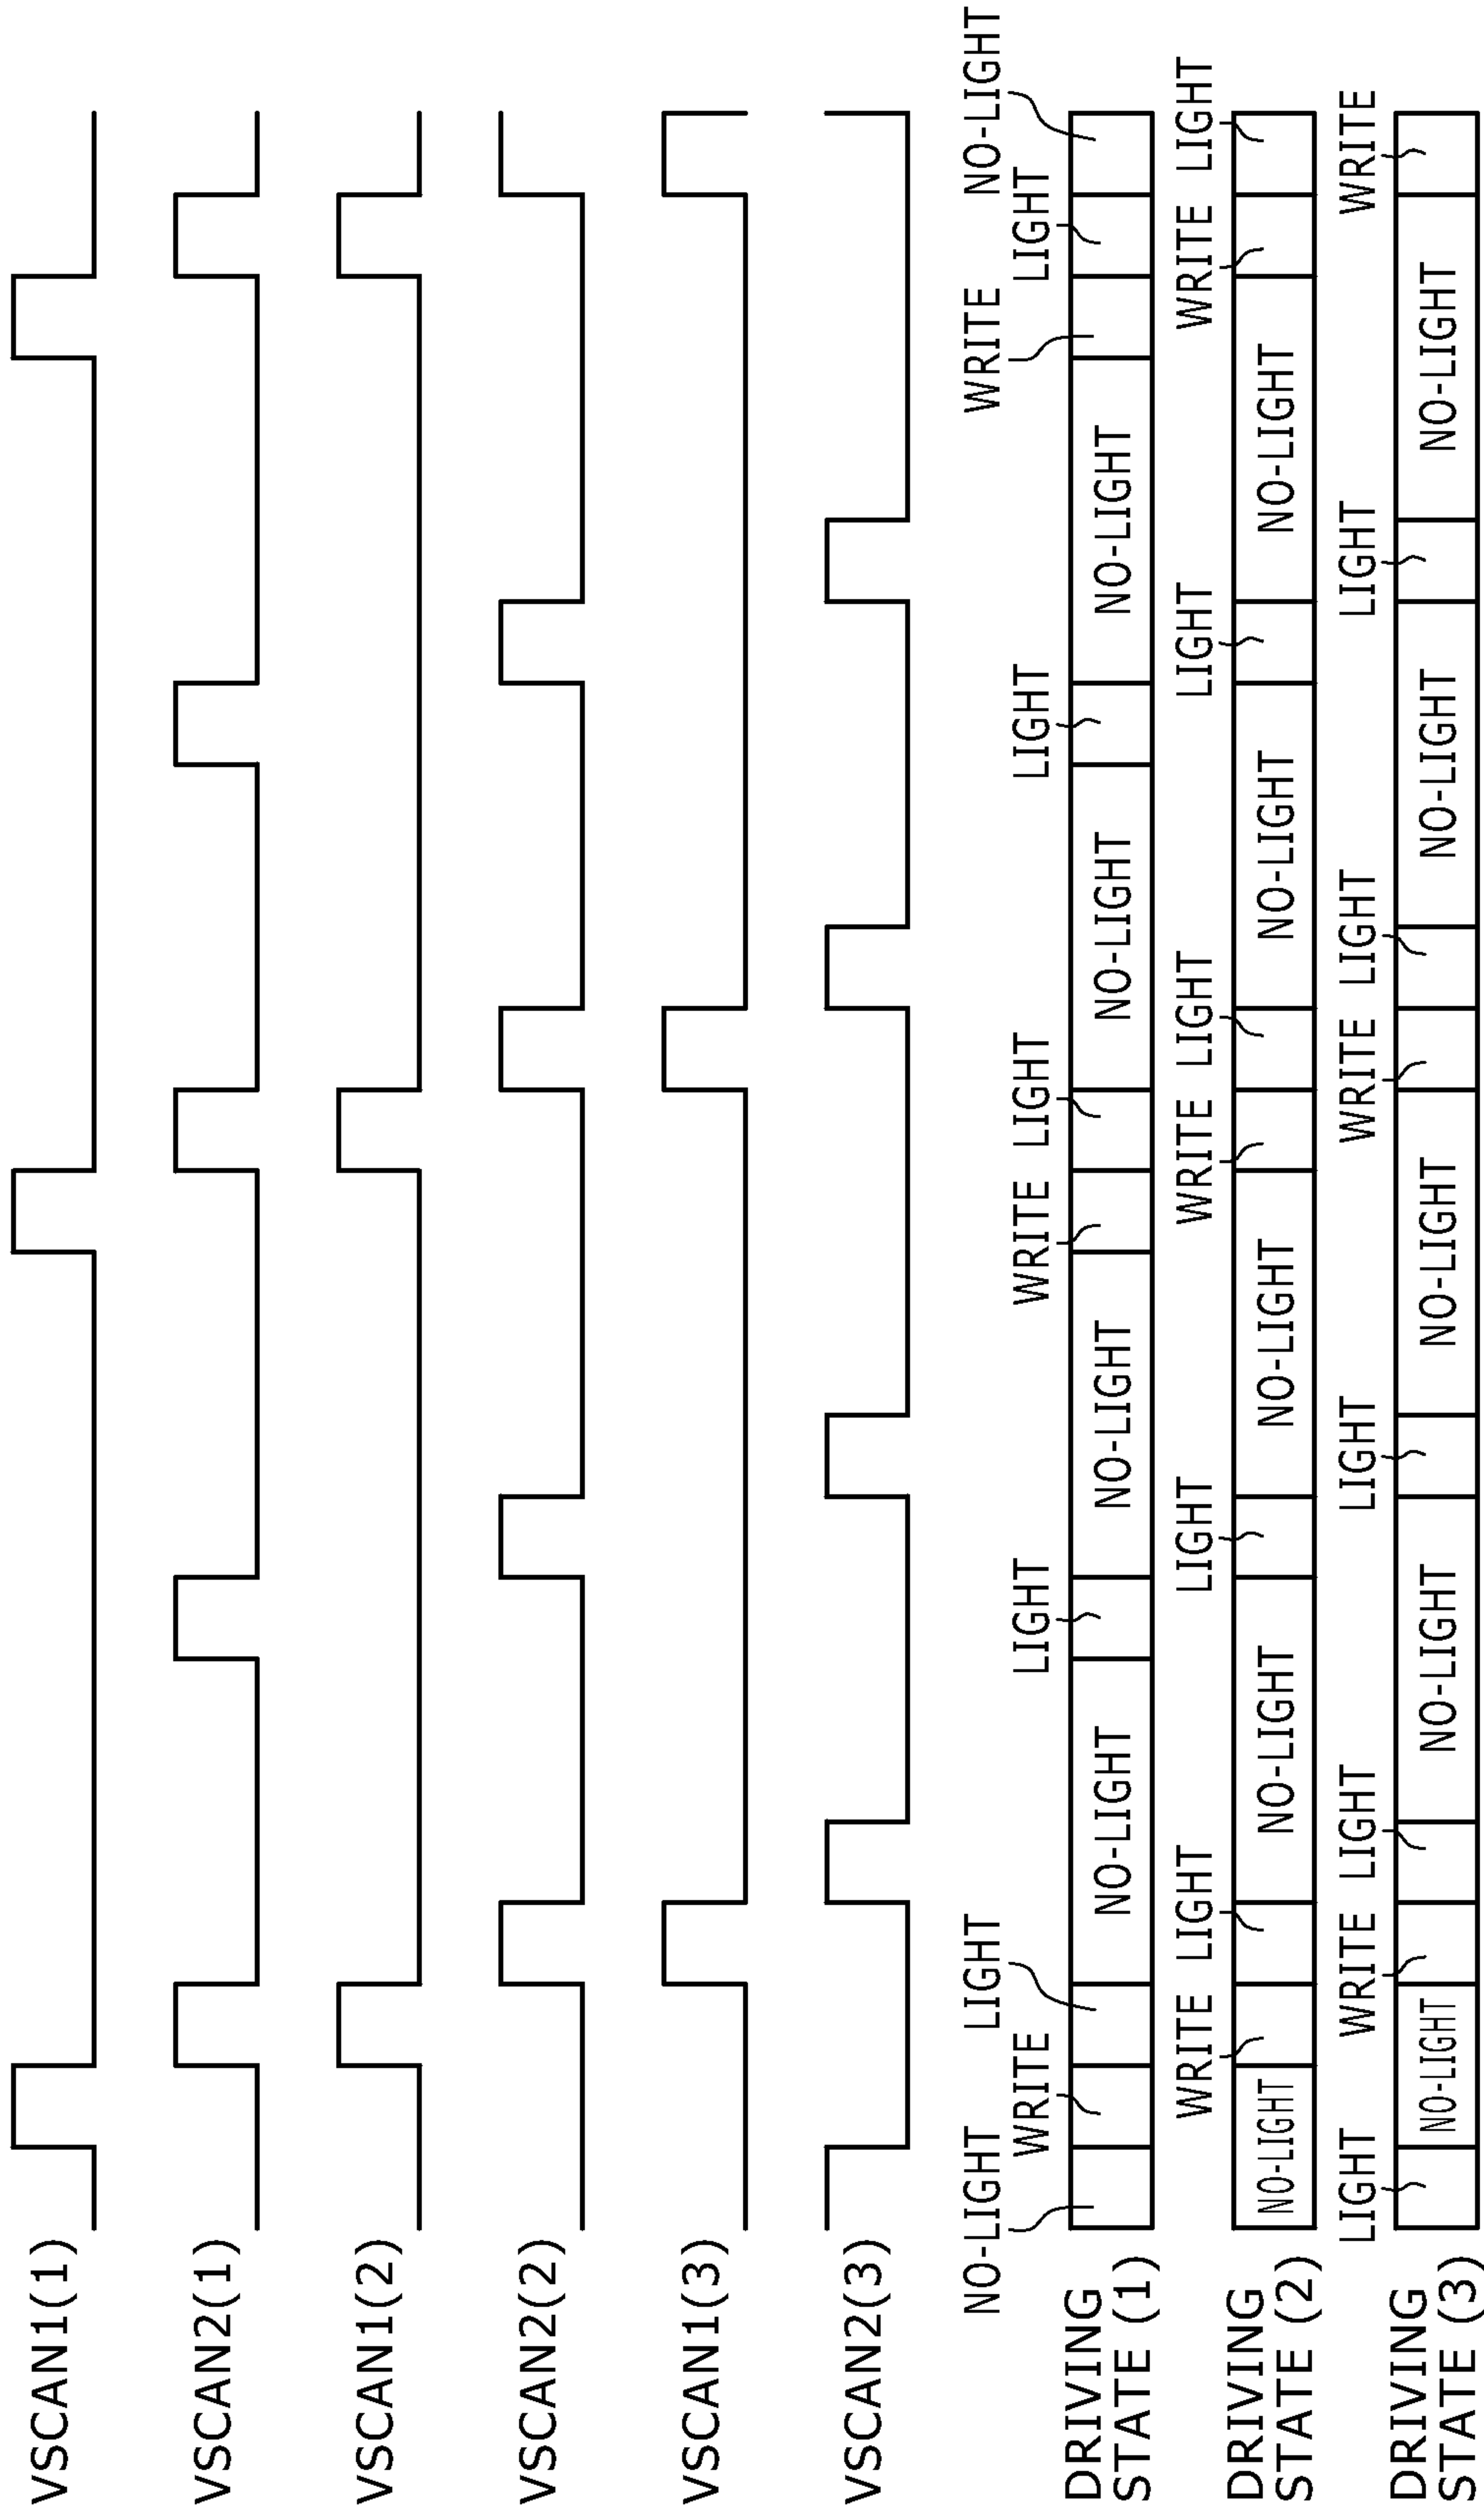 VSCAN1(1)
VSCAN2(1)
VSCAN1(2)
VSCAN2(2)
VSCAN1(3)
VSCAN2(3)
NO-LIGHT LIGHT WRITE NO-LIGHT
WRITE LIGHT WRITE LIGHT LIGHT LIGHT
DRIVING
STATE(1)
NO-LIGHT NO-LIGHT NO-LIGHT NO-LIGHT
WRITE LIGHT LIGHT WRITE LIGHT LIGHT WRITE LIGHT
DRIVING
STATE(2)
NO-LIGHT NO-LIGHT NO-LIGHT NO-LIGHT NO-LIGHT
LIGHT WRITE LIGHT LIGHT WRITE LIGHT LIGHT WRITE
DRIVING
STATE(3)
NO-LIGHT NO-LIGHT NO-LIGHT NO-LIGHT NO-LIGHT